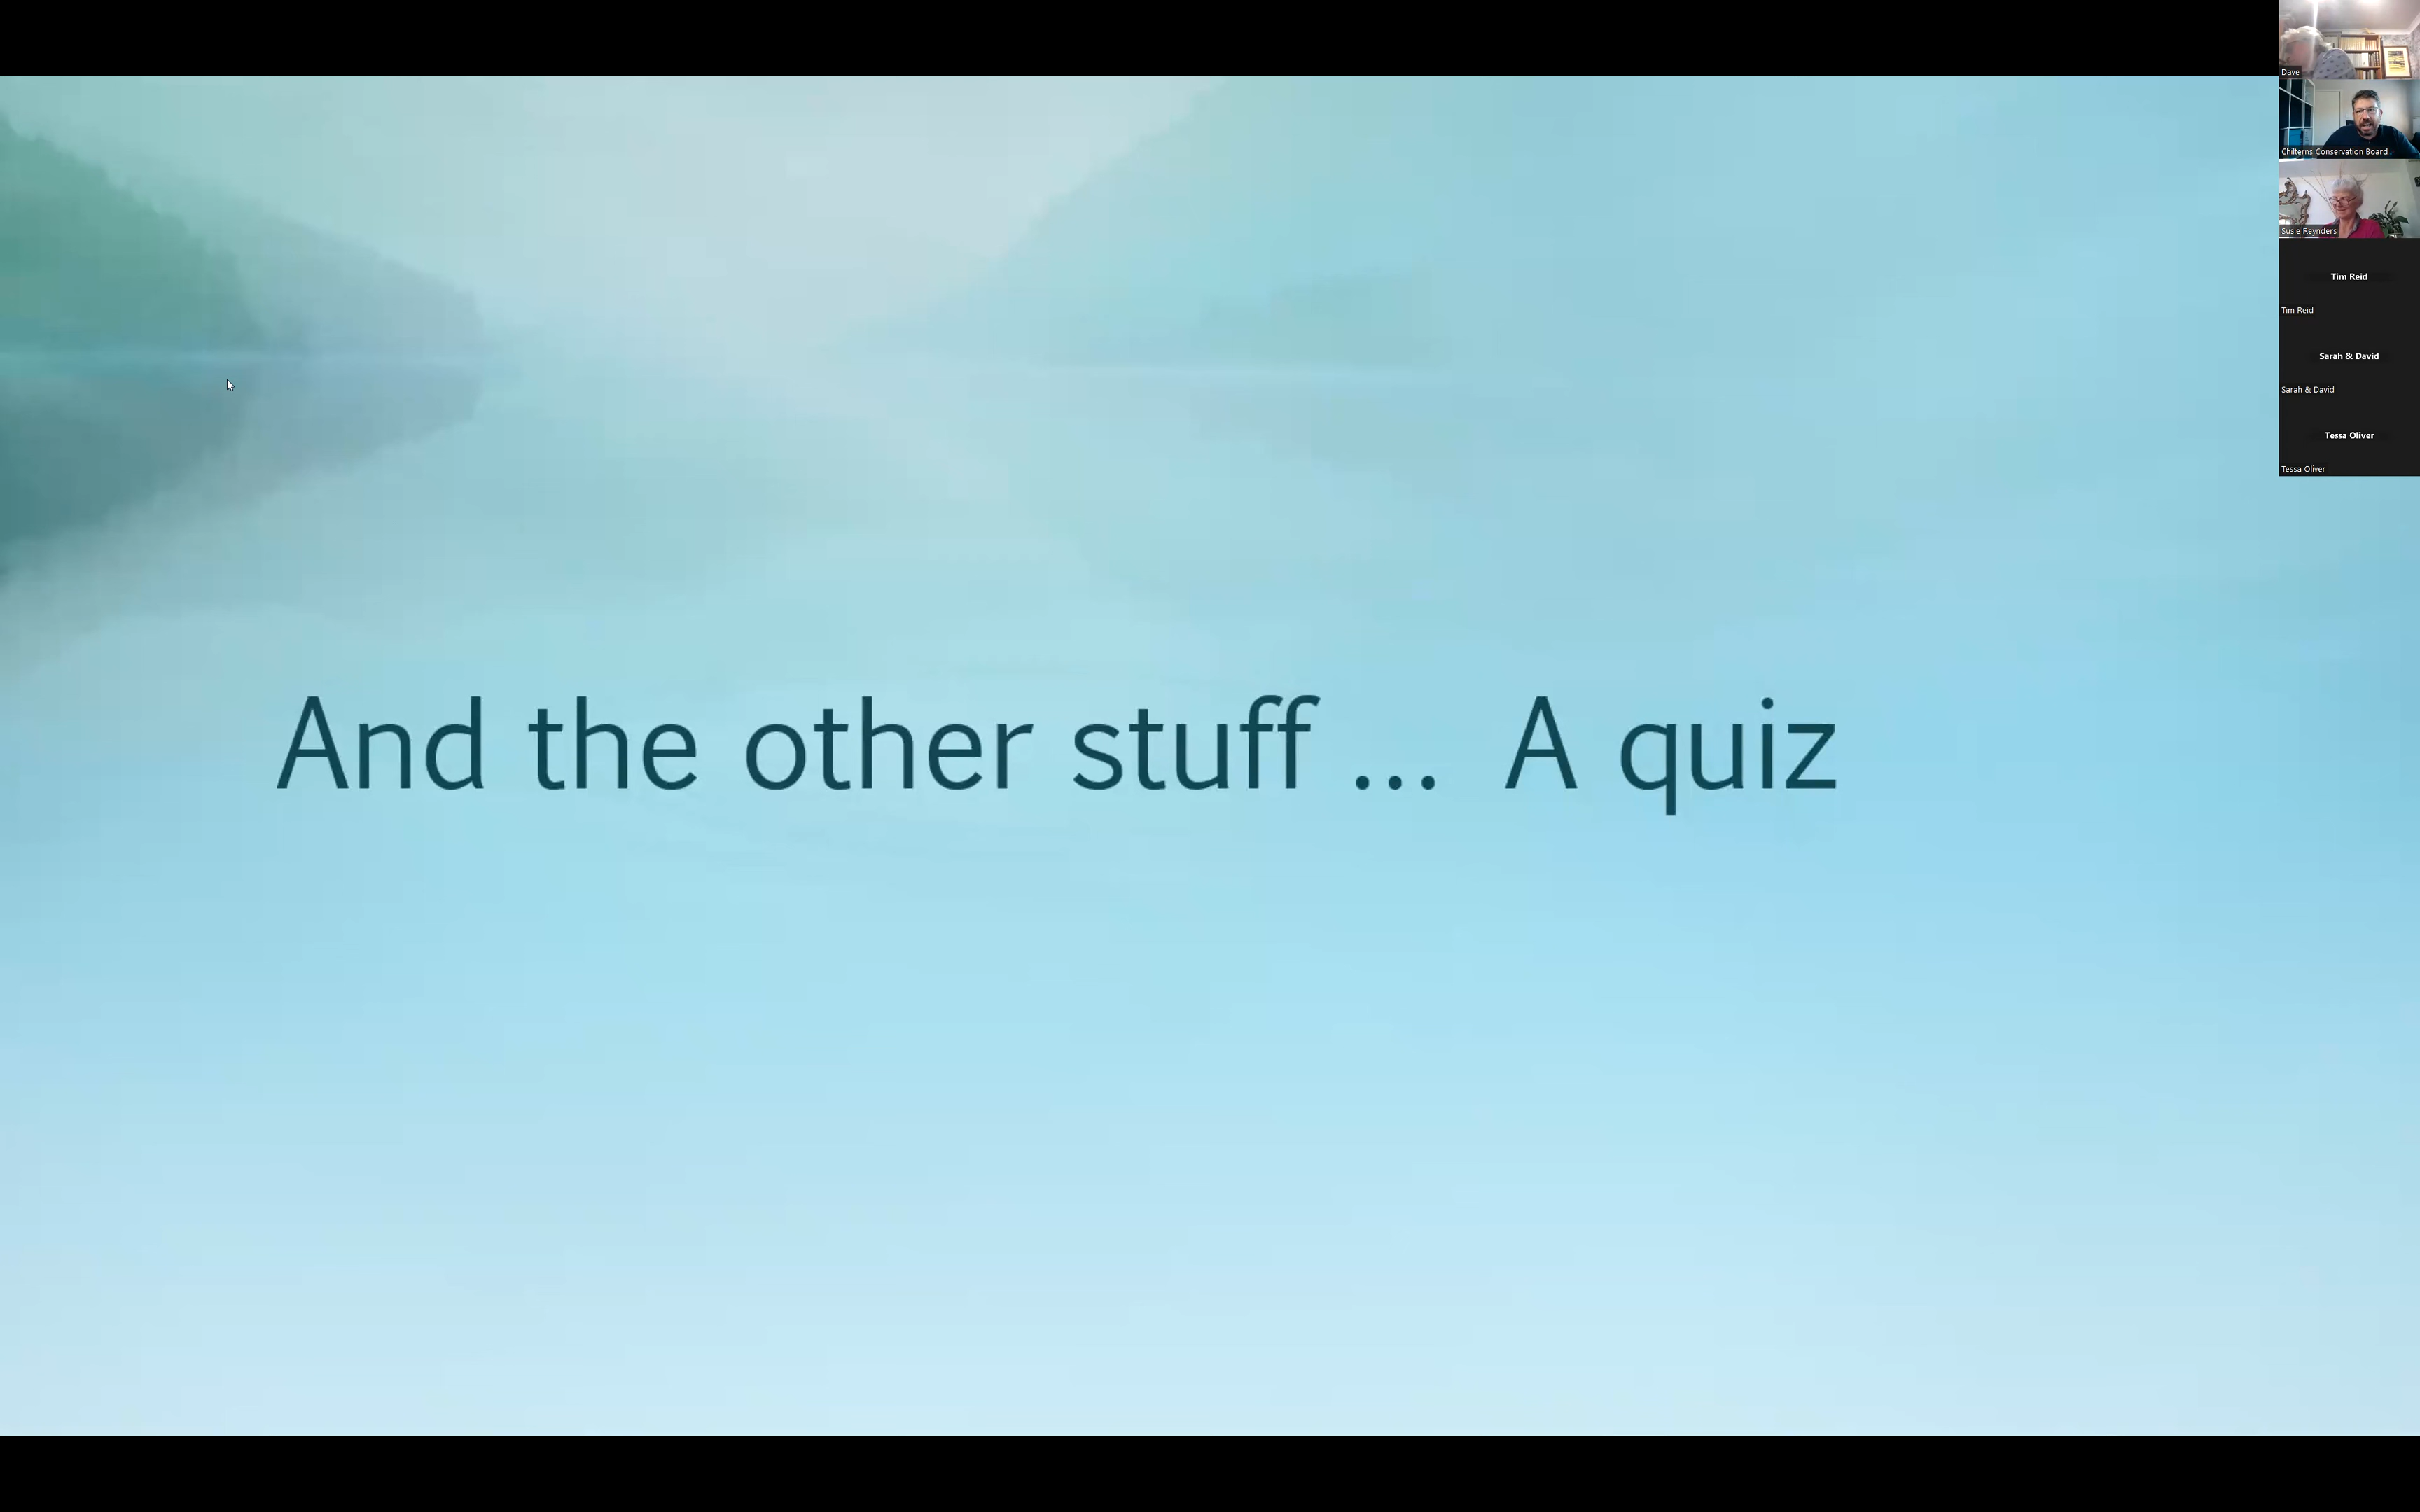 And the other stuff ... A quiz
Dave
Chilterns Conservation Board
Susie Reynders
Tim Reid
Tim Reid
Sarah & David
Sarah & David
Tessa Oliver
Tessa Oliver